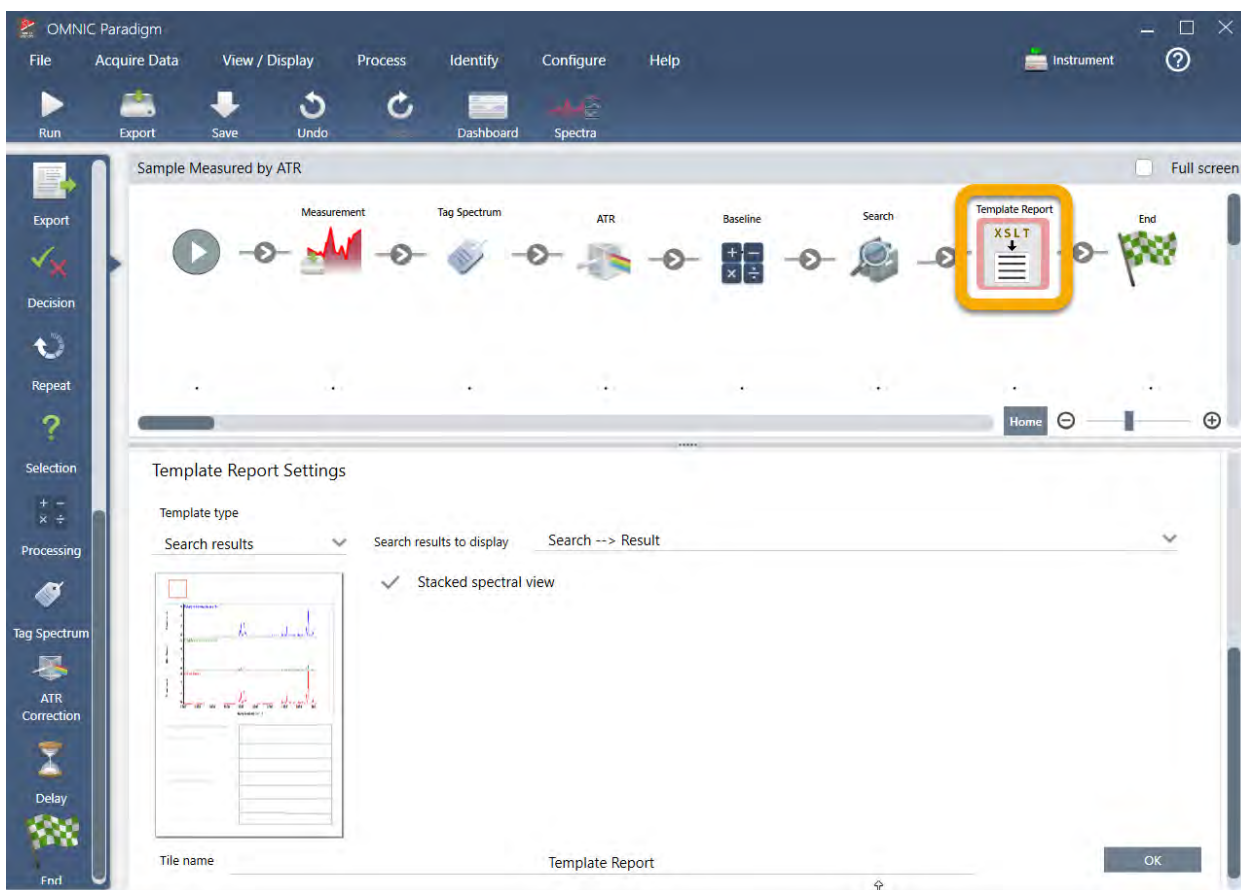 OMNIC Paradigm
File Acquire Data View / Display Process Identify Configure Help Instrument ?
Run Export Save Undo Dashboard Spectra
Sample Measured by ATR Full screen
Export
Decision
Repeat
Selection
Processing
Tag Spectrum
ATR
Correction
Delay
End
Measurement Tag Spectrum ATR Baseline Search Template Report End
XSLT
Home
Template Report Settings
Template type
Search results Search results to display Search --> Result
Stacked spectral view
Tile name Template Report OK